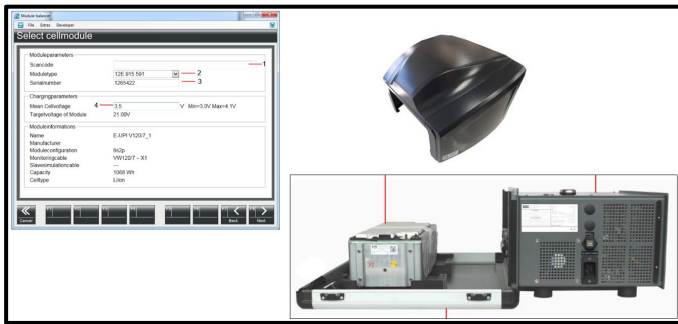 Module balancer
File Extras Developer
Select cellmodule
Moduleparameters
Scancode 1
Moduletype 12E 915 591 2
Serialnumber 1265422 3
Chargingparameters
Mean Cellvoltage 4 3,5 V Min=3.0V Max=4.1V
Targetvoltage of Module 21.00V
Moduleinformations
Name E-UPI V120/7_1
Manufacturer
Moduleconfiguration 6s2p
Monitoringcable VW120/7 – X1
Slavesimulationcable ---
Capacity 1068 Wh
Celltype LiIon
Cancel Back Next